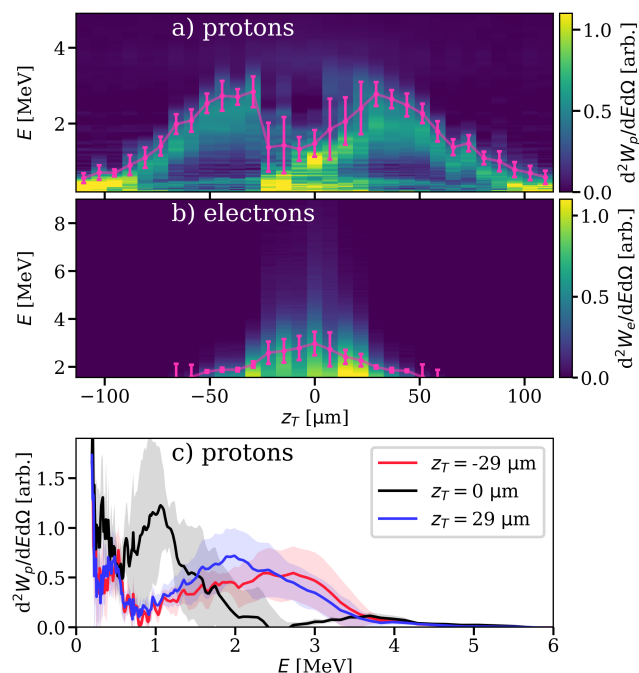 a) protons
E [MeV]
4
2
d²W_p/dEdΩ [arb.]
1.0
0.5
0.0
b) electrons
E [MeV]
8
6
4
2
d²W_e/dEdΩ [arb.]
1.0
0.5
0.0
−100 −50 0 50 100
z_T [µm]
c) protons
d²W_p/dEdΩ [arb.]
1.5
1.0
0.5
0.0
z_T = -29 µm
z_T = 0 µm
z_T = 29 µm
0 1 2 3 4 5 6
E [MeV]